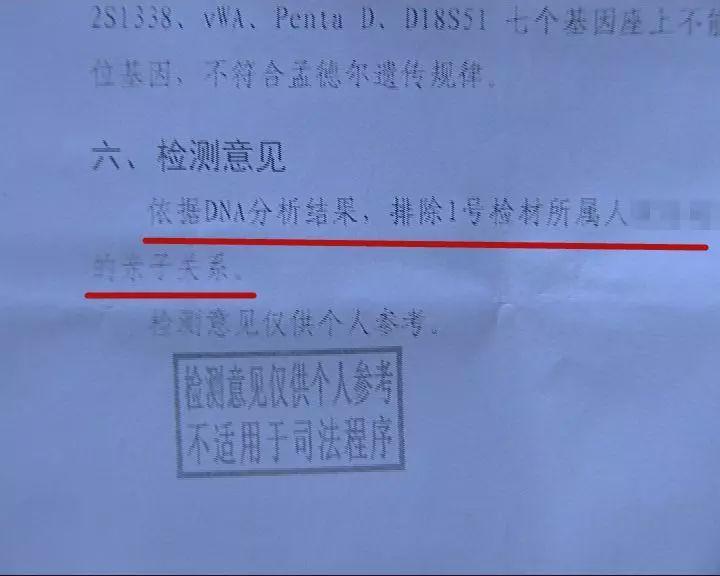 2S1338、vWA、Penta D、D18S51 七个基因座上不能
位基因，不符合孟德尔遗传规律。
六、检测意见
依据DNA分析结果，排除1号检材所属人
的亲子关系。
检测意见仅供个人参考。
检测意见仅供个人参考
不适用于司法程序